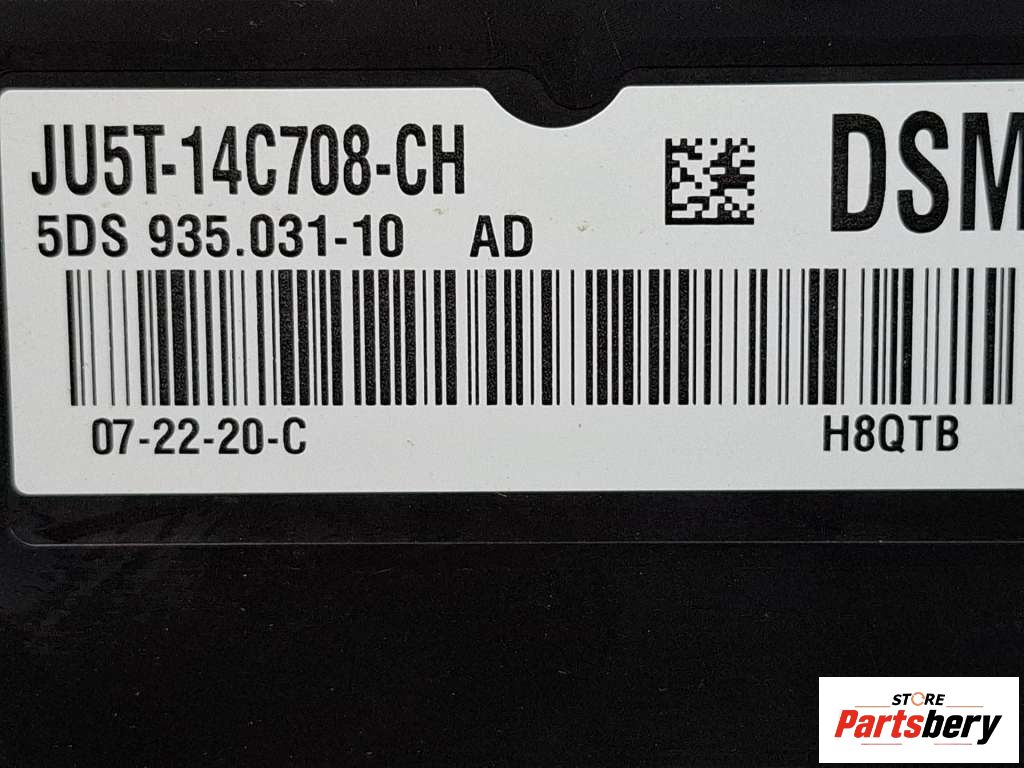 JU5T-14C708-CH
DSM
5DS 935.031-10 AD
07-22-20-C
H8QTB
STORE
Partsbery